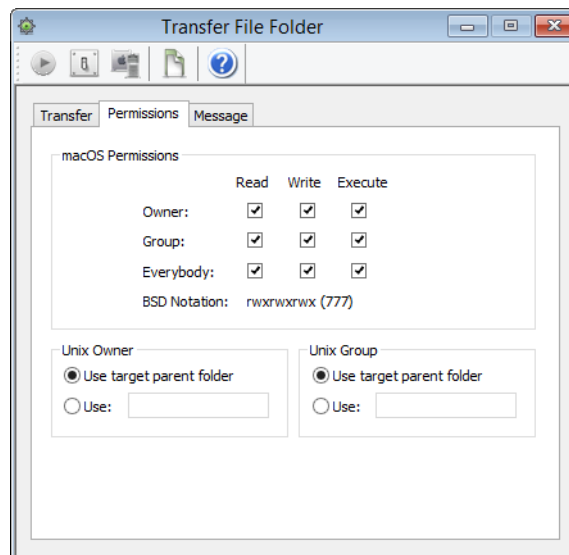 Transfer File Folder
Transfer Permissions Message
macOS Permissions
Read Write Execute
Owner:
Group:
Everybody:
BSD Notation: rwxrwxrwx (777)
Unix Owner Unix Group
Use target parent folder Use target parent folder
Use: Use: